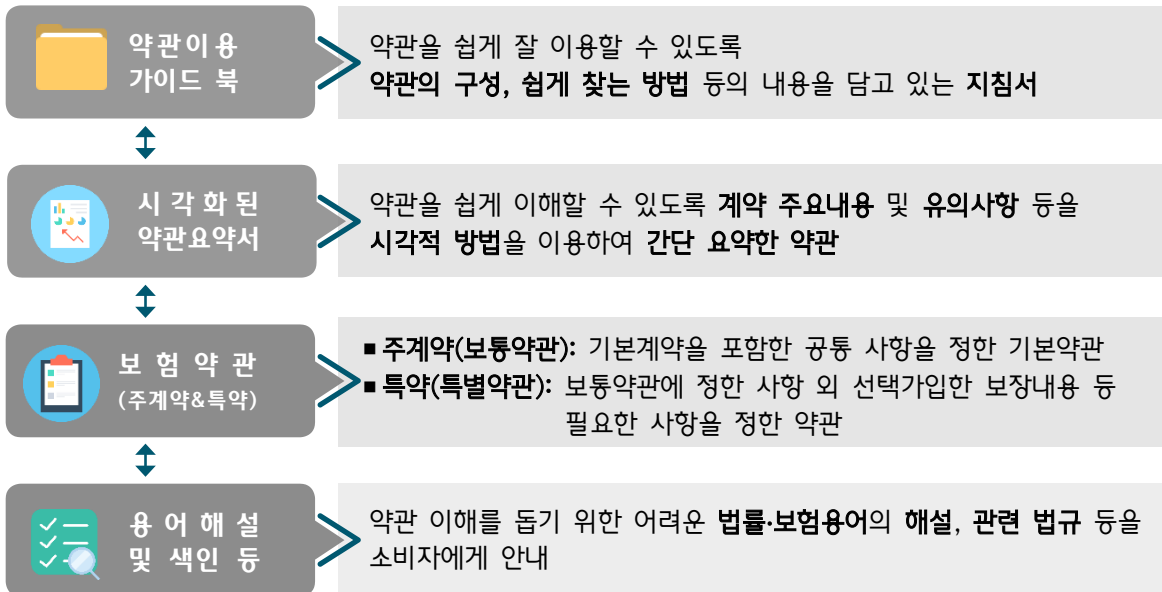 약관이용
가이드 북
약관을 쉽게 잘 이용할 수 있도록
약관의 구성, 쉽게 찾는 방법 등의 내용을 담고 있는 지침서
시 각 화 된
약관요약서
약관을 쉽게 이해할 수 있도록 계약 주요내용 및 유의사항 등을
시각적 방법을 이용하여 간단 요약한 약관
보 험 약 관
(주계약&특약)
▪ 주계약(보통약관): 기본계약을 포함한 공통 사항을 정한 기본약관
▪ 특약(특별약관): 보통약관에 정한 사항 외 선택가입한 보장내용 등
필요한 사항을 정한 약관
용 어 해 설
및 색인 등
약관 이해를 돕기 위한 어려운 법률·보험용어의 해설, 관련 법규 등을
소비자에게 안내